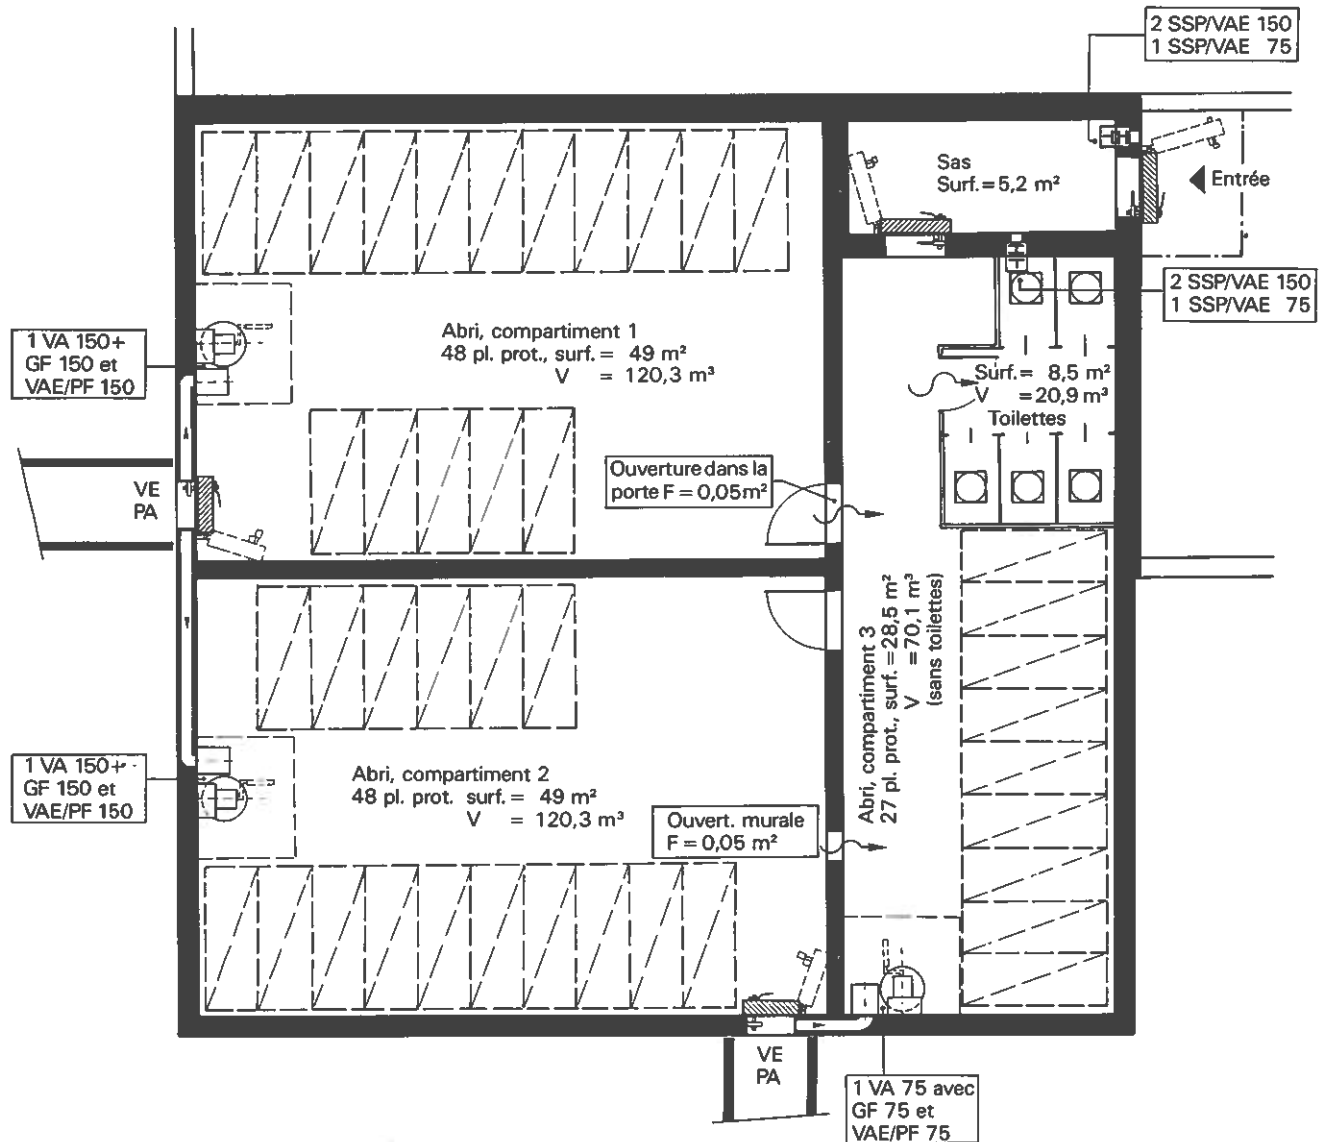 2 SSP/VAE 150
1 SSP/VAE 75
Sas
Surf. = 5,2 m²
Entrée
2 SSP/VAE 150
1 SSP/VAE 75
1 VA 150+
GF 150 et
VAE/PF 150
Abri, compartiment 1
48 pl. prot., surf. = 49 m²
V = 120,3 m³
Surf. = 8,5 m²
V = 20,9 m³
Toilettes
Ouverture dans la
porte F = 0,05 m²
VE
PA
Abri, compartiment 3
27 pl. prot., surf. = 28,5 m²
V = 70,1 m³
(sans toilettes)
1 VA 150+
GF 150 et
VAE/PF 150
Abri, compartiment 2
48 pl. prot. surf. = 49 m²
V = 120,3 m³
Ouvert. murale
F = 0,05 m²
VE
PA
1 VA 75 avec
GF 75 et
VAE/PF 75